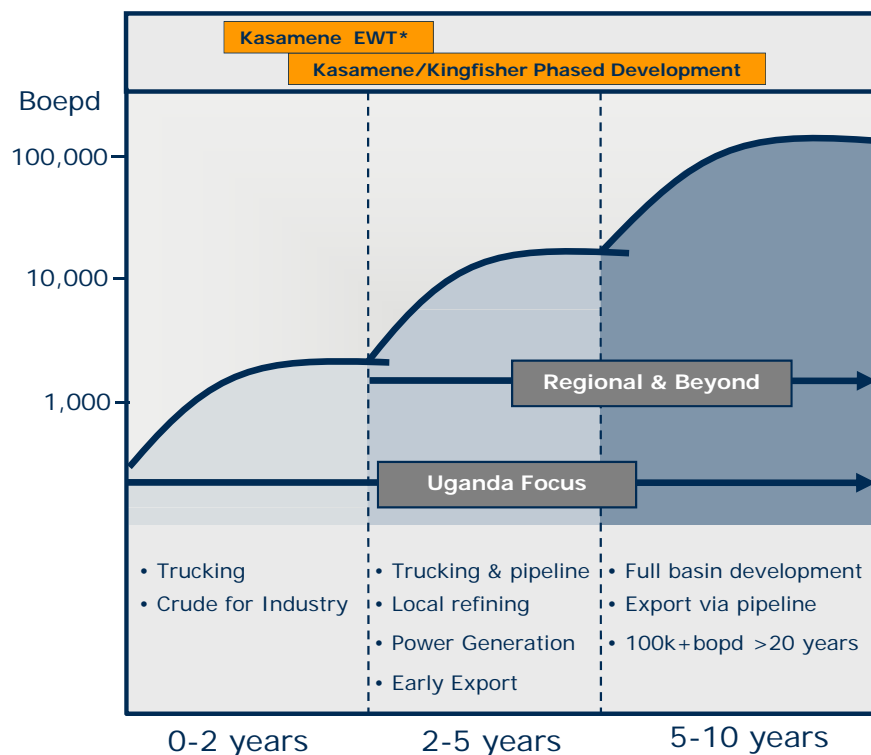 Kasamene EWT*
Kasamene/Kingfisher Phased Development
Boepd
100,000
10,000
1,000
Regional & Beyond
Uganda Focus
• Trucking
• Crude for Industry
• Trucking & pipeline
• Local refining
• Power Generation
• Early Export
• Full basin development
• Export via pipeline
• 100k+bopd >20 years
0-2 years
2-5 years
5-10 years